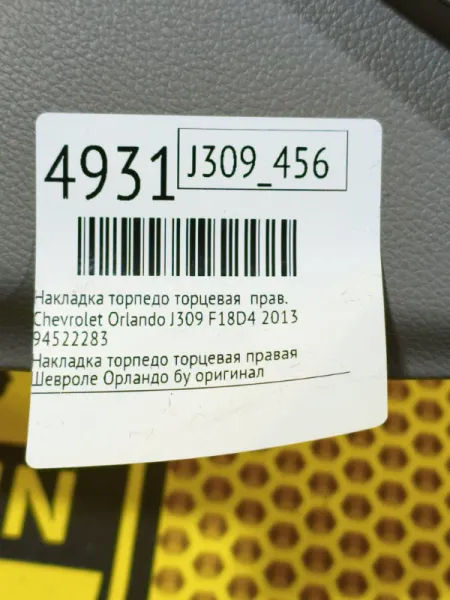 4931 J309_456
Накладка торпедо торцевая прав.
Chevrolet Orlando J309 F18D4 2013
94522283
Накладка торпедо торцевая правая
Шевроле Орландо бу оригинал
N